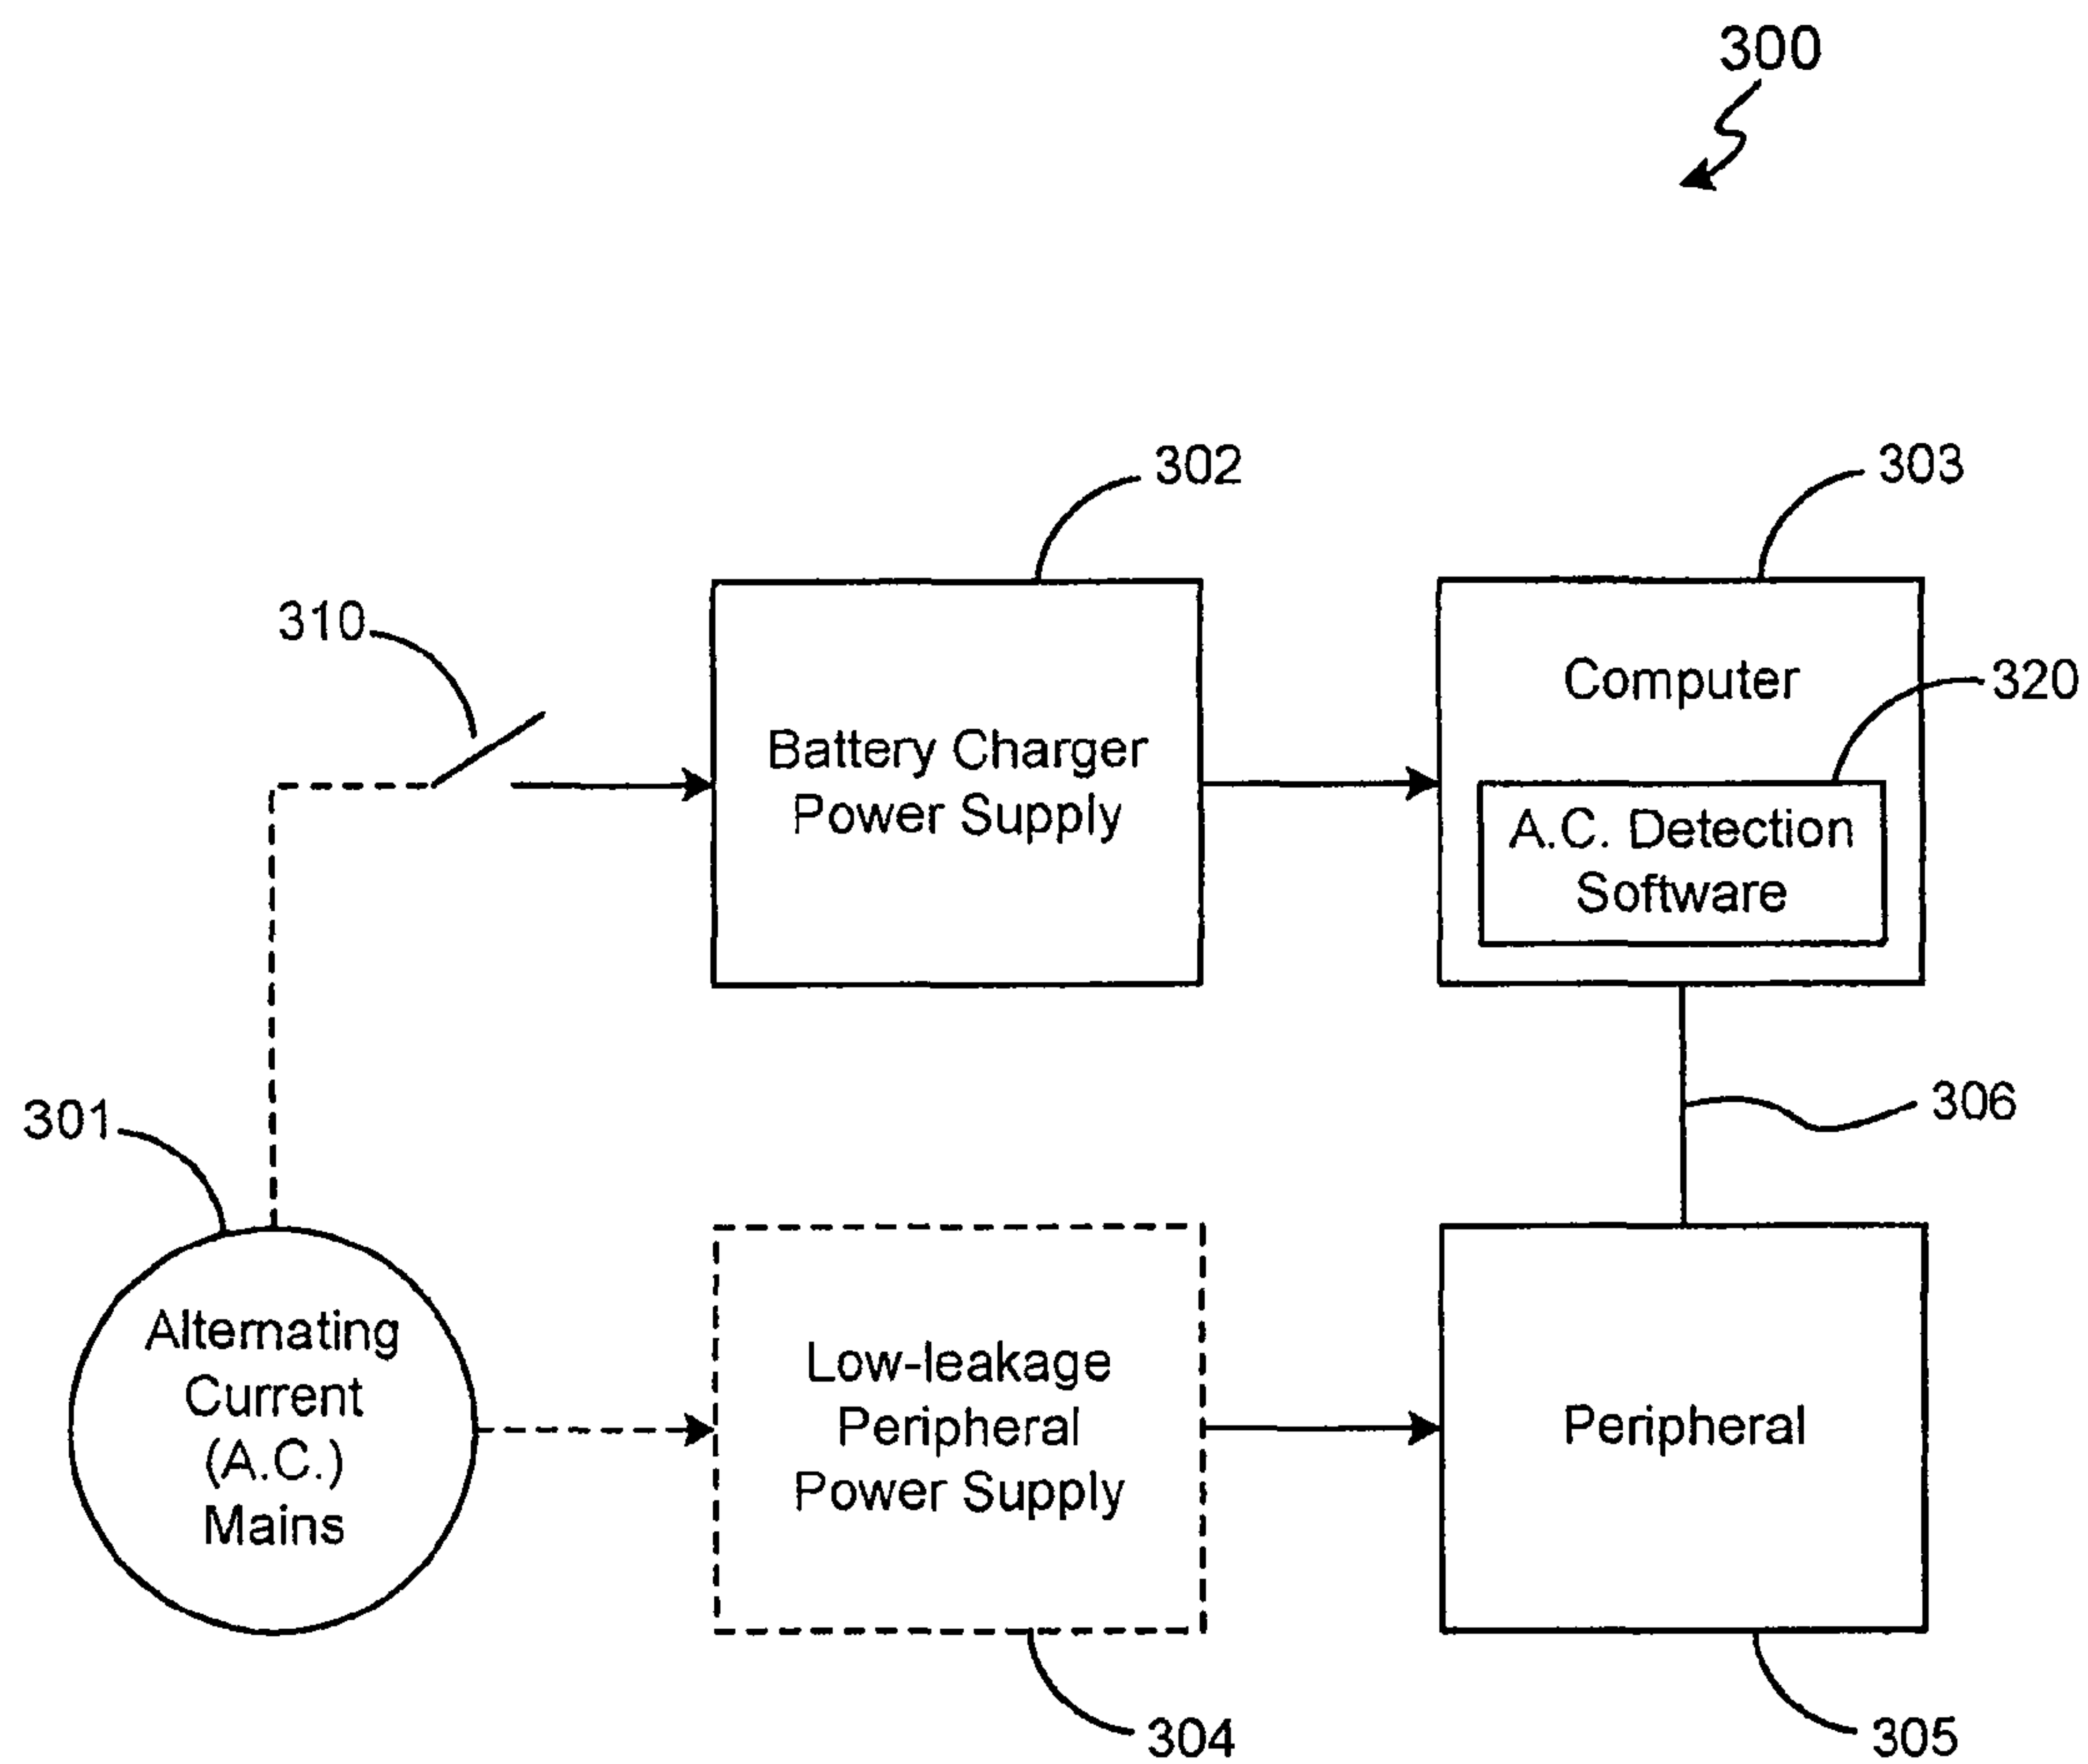 300
302
303
310
Computer
320
Battery Charger
Power Supply
A.C. Detection
Software
301
306
Alternating
Current
(A.C.)
Mains
Low-leakage
Peripheral
Power Supply
Peripheral
304
305